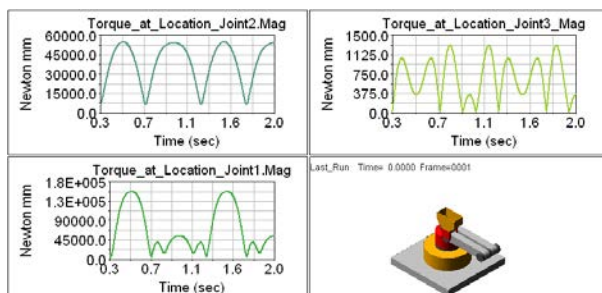 Torque_at_Location_Joint2.Mag
60000.0
45000.0
30000.0
15000.0
0.0
Newton mm
0.3 0.7 1.1 1.6 2.0
Time (sec)
Torque_at_Location_Joint3_Mag
1500.0
1125.0
750.0
375.0
0.0
Newton mm
0.3 0.7 1.1 1.6 2.0
Time (sec)
Torque_at_Location_Joint1.Mag
1.8E+005
1.3E+005
90000.0
45000.0
0.0
Newton mm
0.3 0.7 1.1 1.6 2.0
Time (sec)
Last_Run Time= 0.0000 Frame=0001